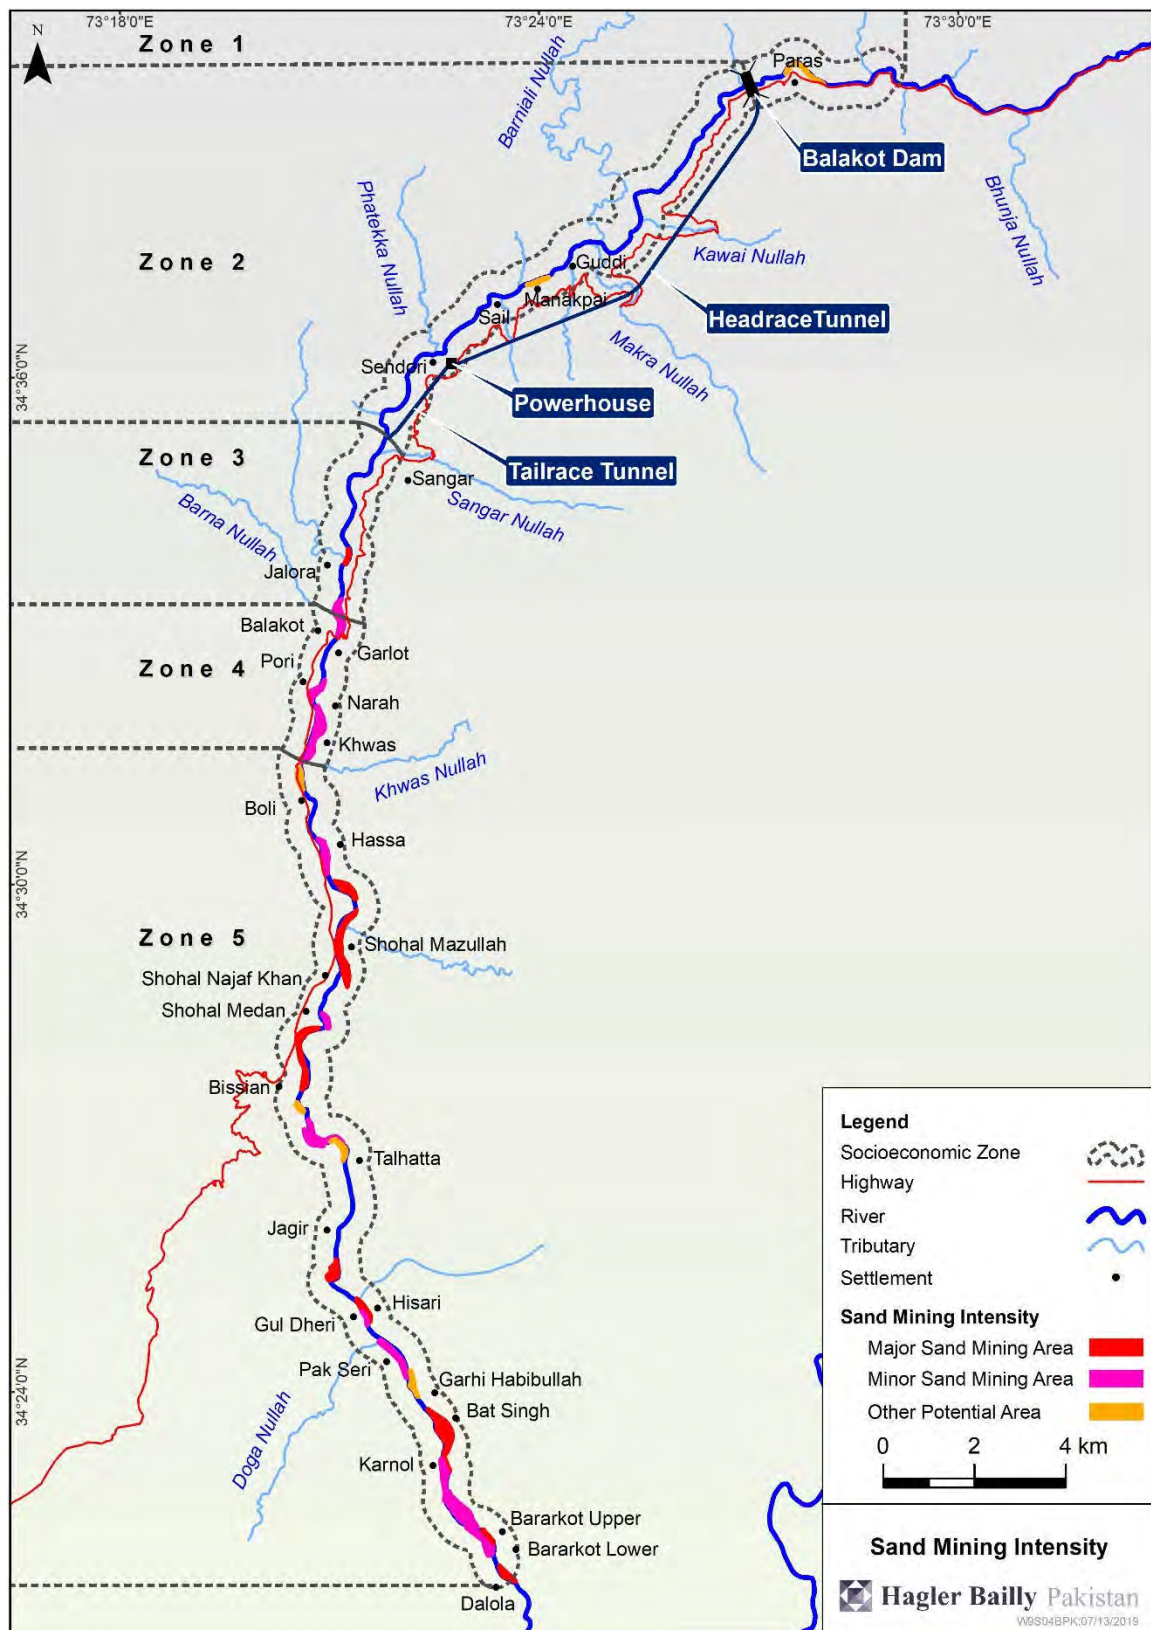 73°18'0"E
73°24'0"E
73°30'0"E
N
Zone 1
Paras
Barniali Nullah
Balakot Dam
Bhunja Nullah
Phatekka Nullah
Zone 2
Guddi
Kawai Nullah
Manakpai
Sail
Headrace Tunnel
Makra Nullah
34°36'0"N
Sendori
Powerhouse
Zone 3
Tailrace Tunnel
Sangar
Sangar Nullah
Barna Nullah
Jalora
Balakot
Garlot
Pori
Zone 4
Narah
Khwas
Khwas Nullah
Boli
Hassa
34°30'0"N
Zone 5
Shohal Mazullah
Shohal Najaf Khan
Shohal Medan
Bissian
Talhatta
Jagir
Hisari
Gul Dheri
Pak Seri
Garhi Habibullah
34°24'0"N
Bat Singh
Doga Nullah
Karnol
Bararkot Upper
Bararkot Lower
Dalola
Legend
Socioeconomic Zone
Highway
River
Tributary
Settlement
Sand Mining Intensity
Major Sand Mining Area
Minor Sand Mining Area
Other Potential Area
0 2 4 km
Sand Mining Intensity
Hagler Bailly Pakistan
W9S04BPK:07/13/2019